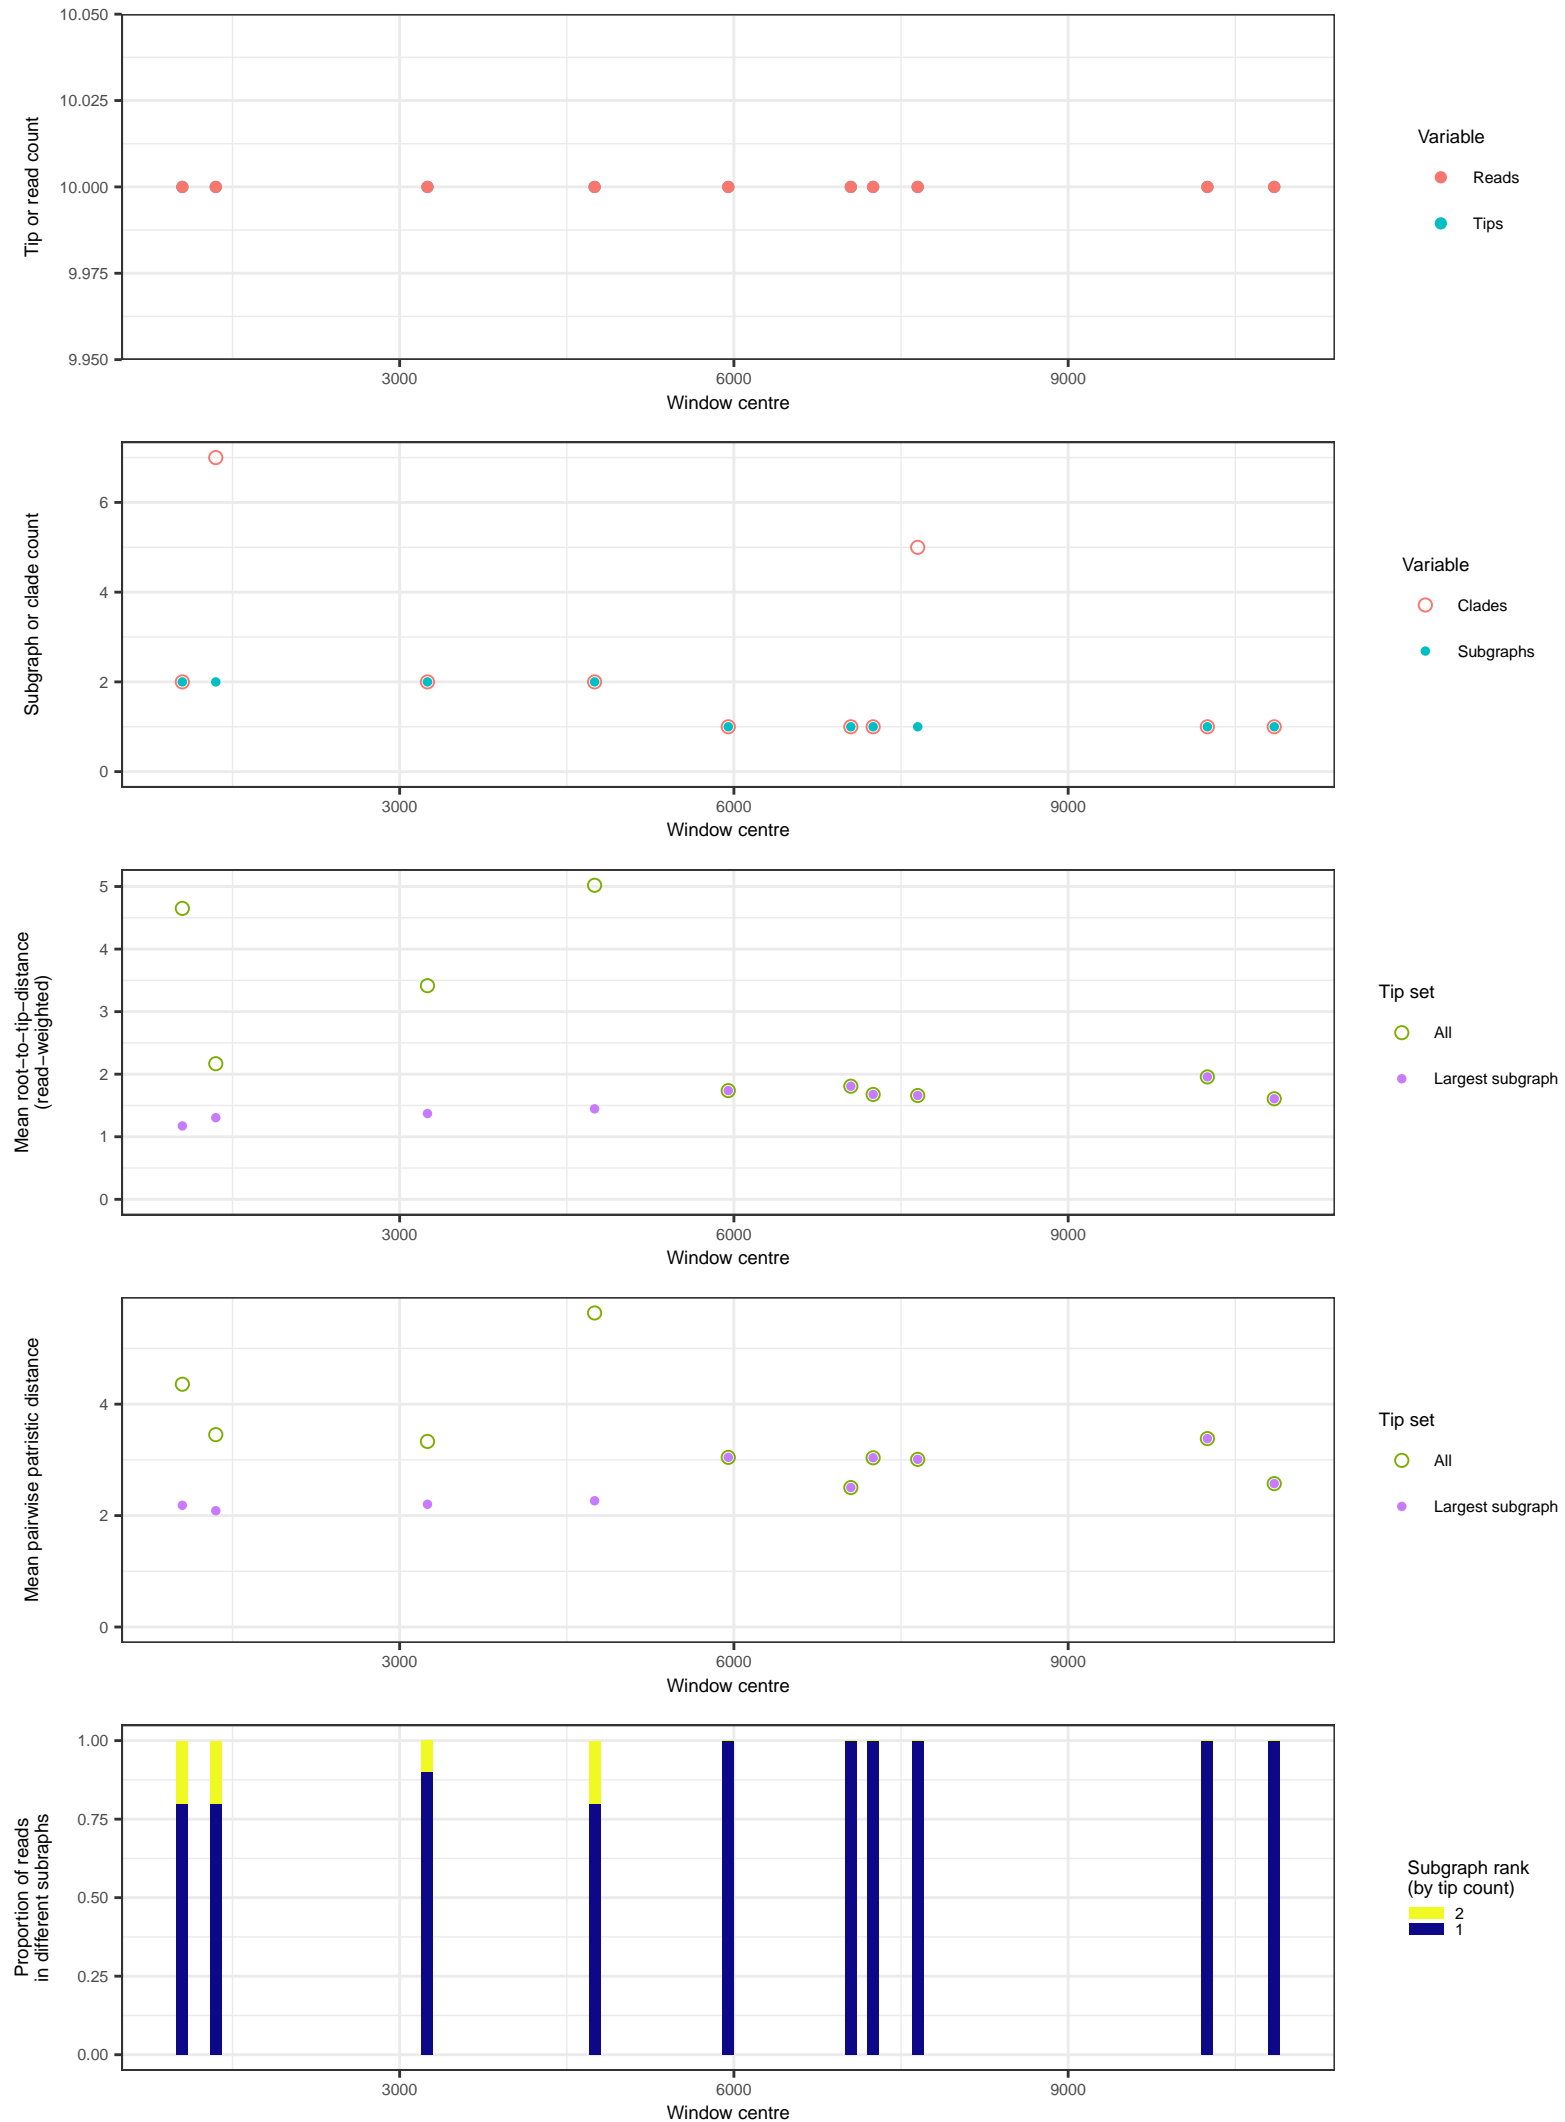 10.050
10.025
10.000
9.975
9.950
Tip or read count
3000
6000
9000
Window centre
Variable
Reads
Tips
6
4
2
0
Subgraph or clade count
3000
6000
9000
Window centre
Variable
Clades
Subgraphs
5
4
3
2
1
0
Mean root−to−tip−distance
(read−weighted)
3000
6000
9000
Window centre
Tip set
All
Largest subgraph
4
2
0
Mean pairwise patristic distance
3000
6000
9000
Window centre
Tip set
All
Largest subgraph
1.00
0.75
0.50
0.25
0.00
Proportion of reads
in different subraphs
3000
6000
9000
Window centre
Subgraph rank
(by tip count)
2
1